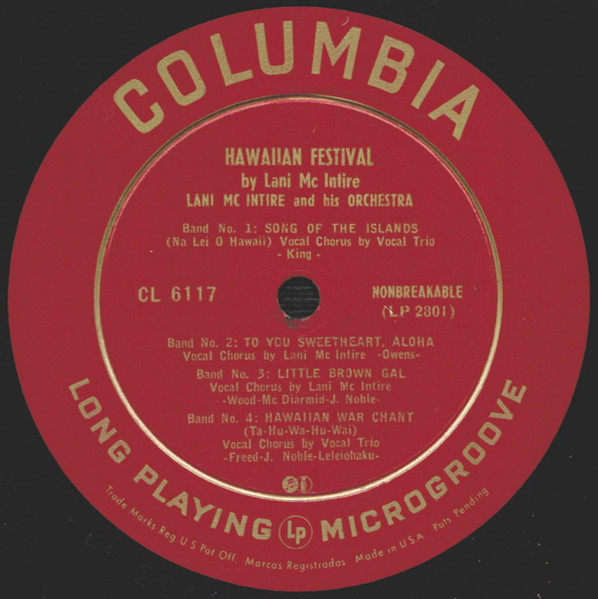 COLUMBIA
HAWAIIAN FESTIVAL
by Lani Mc Intire
LANI MC INTIRE and his ORCHESTRA
Band No. 1: SONG OF THE ISLANDS
(Na Lei O Hawaii) Vocal Chorus by Vocal Trio
- King -
CL 6117
NONBREAKABLE
(LP 2801)
Band No. 2: TO YOU SWEETHEART, ALOHA
Vocal Chorus by Lani Mc Intire -Owens-
Band No. 3: LITTLE BROWN GAL
Vocal Chorus by Lani Mc Intire
-Wood-Mc Diarmid-J. Noble-
Band No. 4: HAWAIIAN WAR CHANT
(Ta-Hu-Wa-Hu-Wai)
Vocal Chorus by Vocal Trio
-Freed-J. Noble-Leleiohaku-
LONG PLAYING Lp MICROGROOVE
Trade Marks Reg U S Pat Off. Marcas Registradas Made in U S A Pats Pending